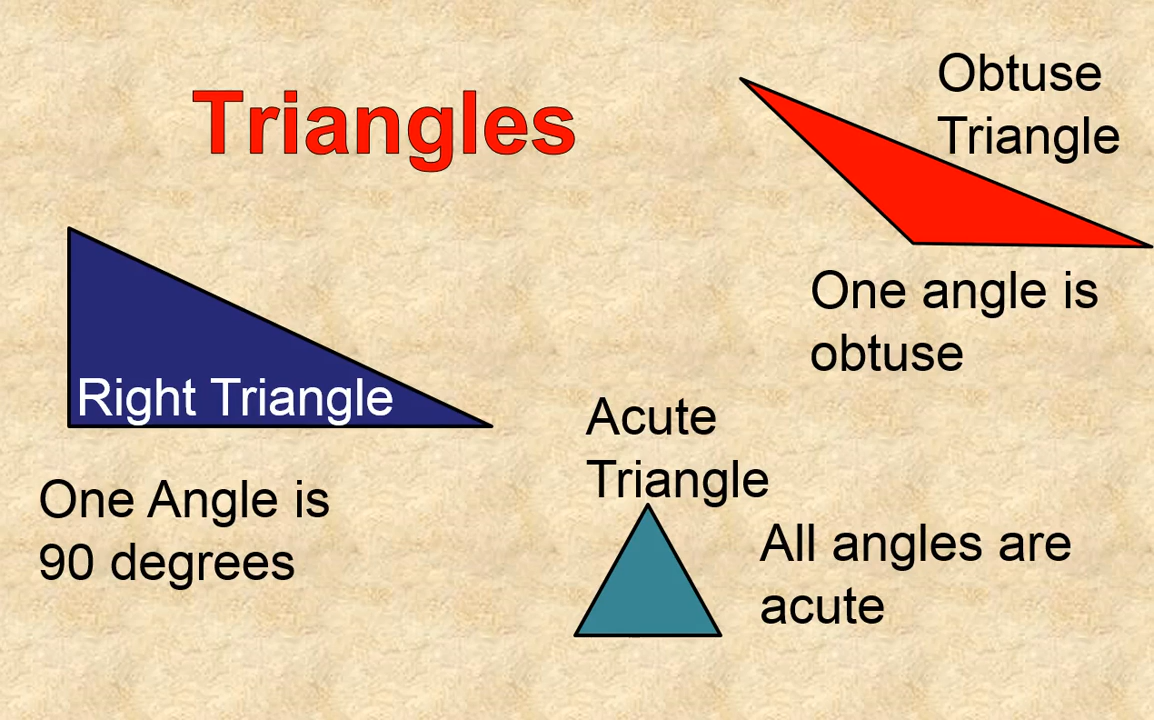 Triangles
Obtuse
Triangle
One angle is
obtuse
Right Triangle
One Angle is
90 degrees
Acute
Triangle
All angles are
acute